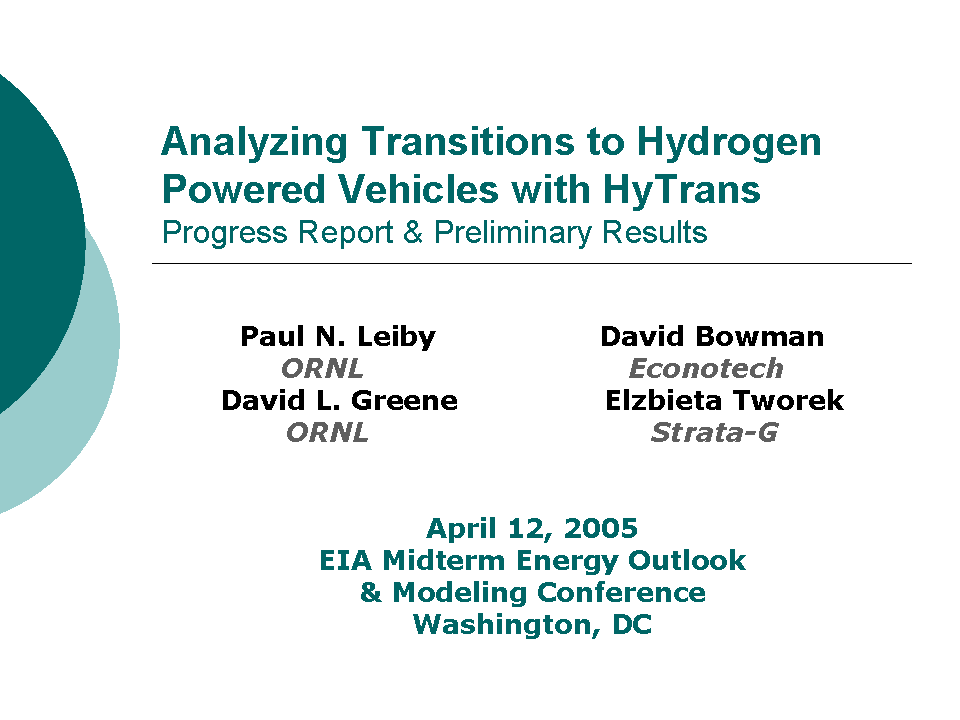 Analyzing Transitions to Hydrogen
Powered Vehicles with HyTrans
Progress Report & Preliminary Results
Paul N. Leiby
ORNL
David L. Greene
ORNL
David Bowman
Econotech
Elzbieta Tworek
Strata-G
April 12, 2005
EIA Midterm Energy Outlook
& Modeling Conference
Washington, DC